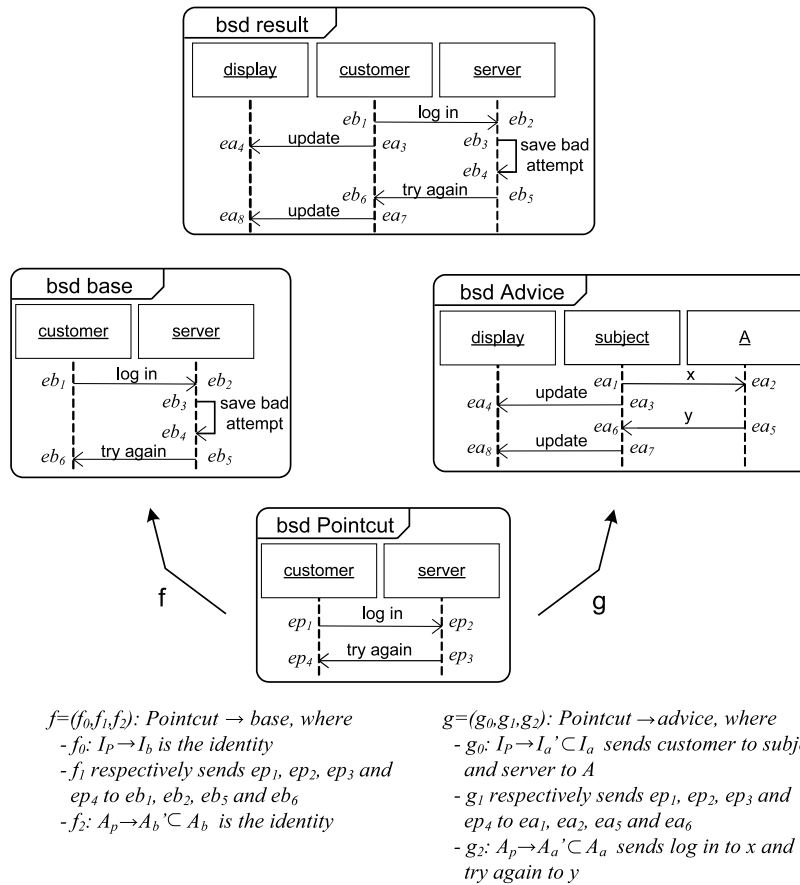 bsd result
display customer server
eb1 log in eb2
ea4 update ea3 eb3 save bad
eb4 attempt
eb6 try again eb5
ea8 update ea7
bsd base
customer server
eb1 log in eb2
eb3 save bad
eb4 attempt
eb6 try again eb5
bsd Advice
display subject A
ea1 x ea2
ea4 update ea3
ea6 y ea5
ea8 update ea7
bsd Pointcut
customer server
ep1 log in ep2
ep4 try again ep3
f
g
f=(f0,f1,f2): Pointcut → base, where
- f0: IP→Ib is the identity
- f1 respectively sends ep1, ep2, ep3 and
ep4 to eb1, eb2, eb5 and eb6
- f2: Ap→Ab'⊂ Ab is the identity
g=(g0,g1,g2): Pointcut→advice, where
- g0: IP→Ia'⊂ Ia sends customer to
and server to A
- g1 respectively sends ep1, ep2, ep3 and
ep4 to ea1, ea2, ea5 and ea6
- g2: Ap→Aa'⊂ Aa sends log in to x and
try again to y